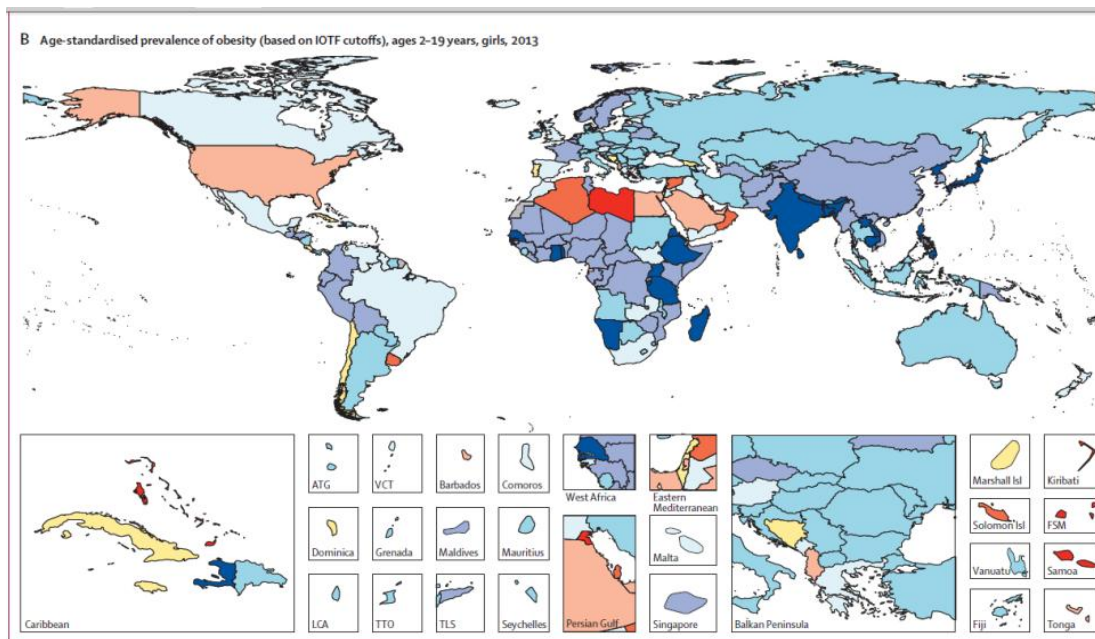 B Age-standardised prevalence of obesity (based on IOTF cutoffs), ages 2–19 years, girls, 2013
Caribbean
ATG
VCT
Barbados
Comoros
Dominica
Grenada
Maldives
Mauritius
LCA
TTO
TLS
Seychelles
West Africa
Eastern
Mediterranean
Persian Gulf
Malta
Singapore
Balkan Peninsula
Marshall Isl
Kiribati
Solomon Isl
FSM
Vanuatu
Samoa
Fiji
Tonga